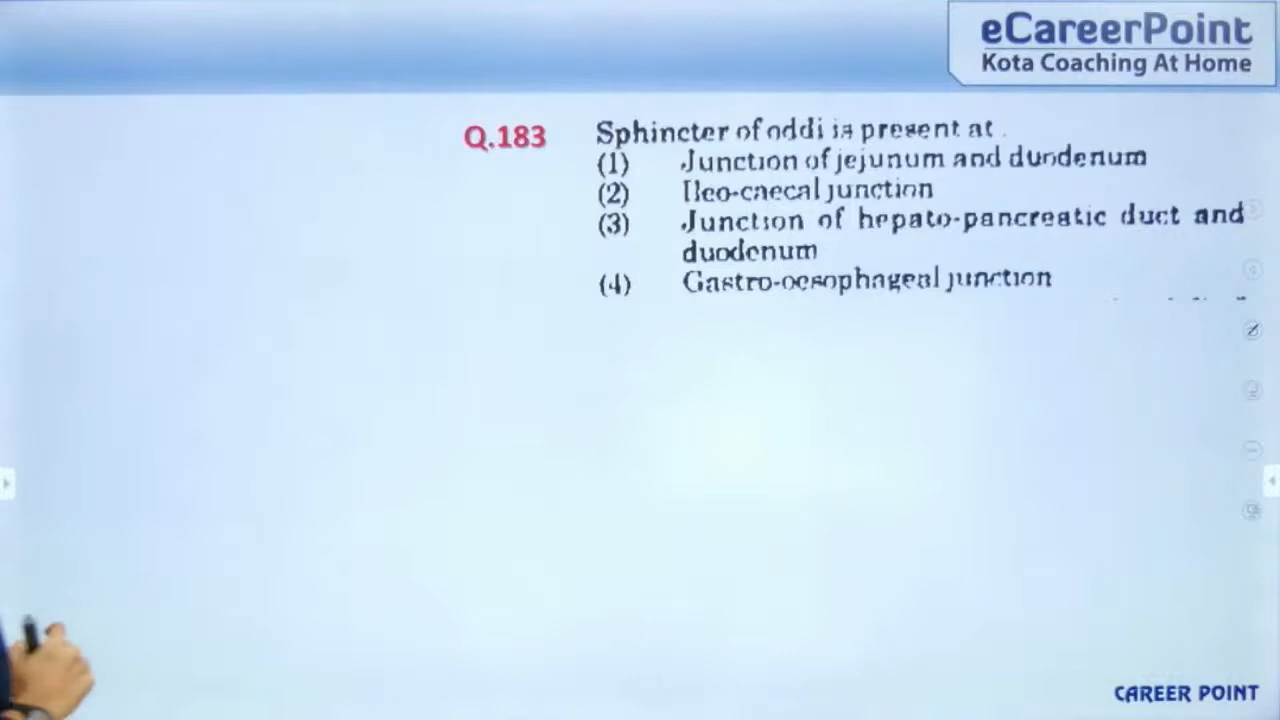 eCareerPoint
Kota Coaching At Home
Q.183 Sphincter of oddi is present at .
(1) Junction of jejunum and duodenum
(2) Ileo-caecal junction
(3) Junction of hepato-pancreatic duct and
duodenum
(4) Gastro-oesophageal junction
CAREER POINT